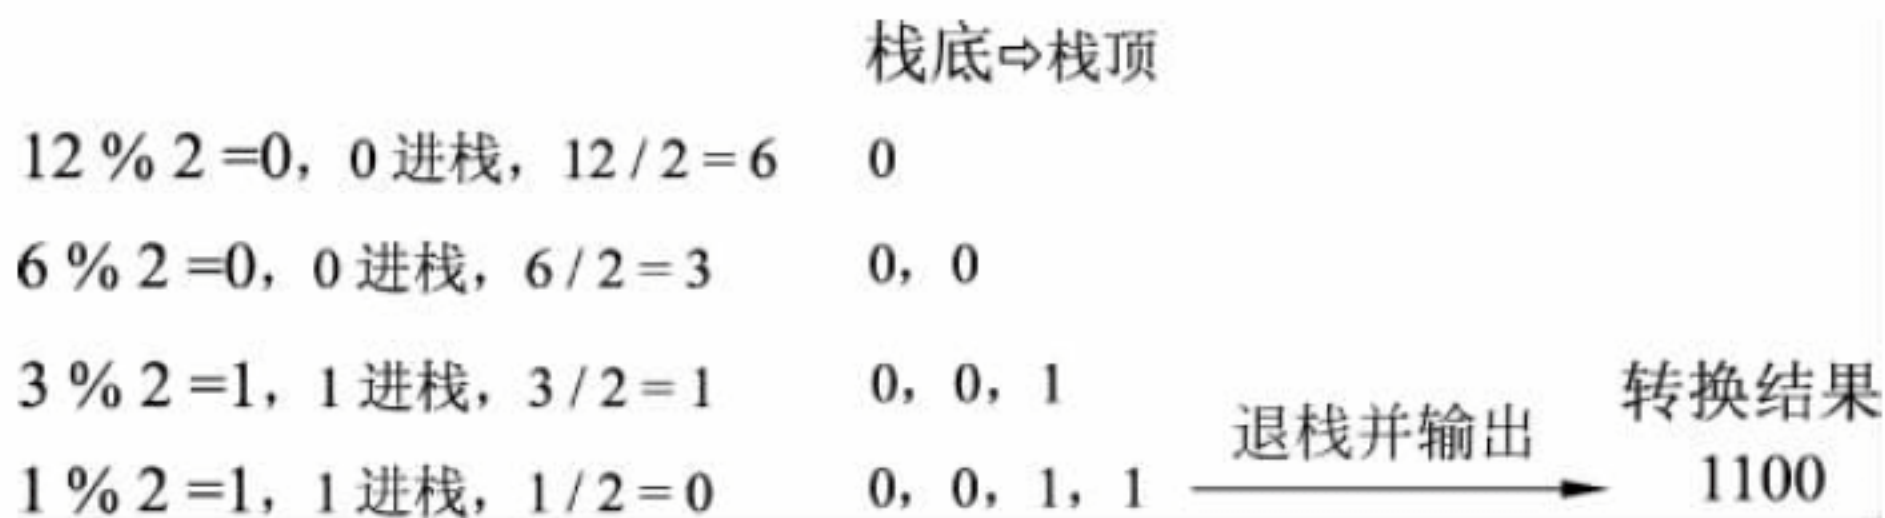 栈底⇨栈顶
12 % 2 =0，0 进栈，12 / 2 = 6 0
6 % 2 =0，0 进栈，6 / 2 = 3 0，0
3 % 2 =1，1 进栈，3 / 2 = 1 0，0，1
转换结果
退栈并输出
1 % 2 =1，1 进栈，1 / 2 = 0 0，0，1，1 1100